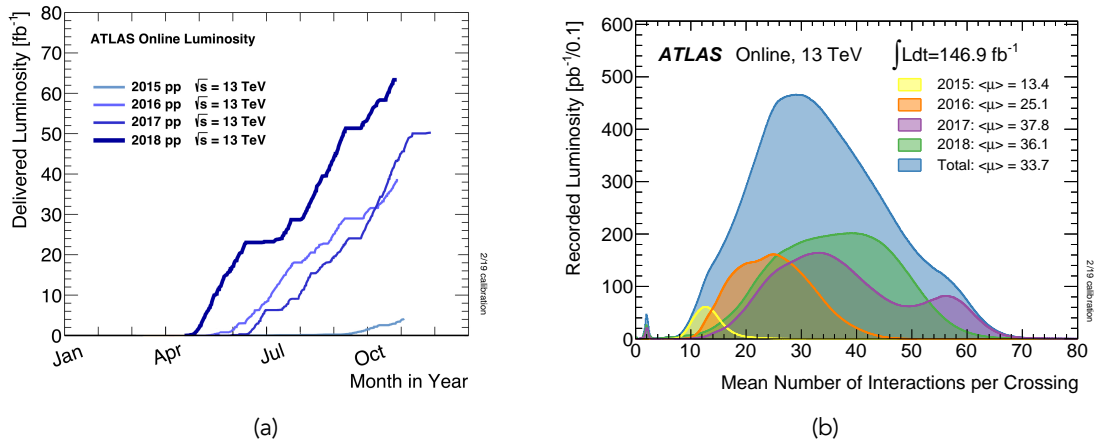 Delivered Luminosity [fb⁻¹]
80
70
60
50
40
30
20
10
0
ATLAS Online Luminosity
2015 pp √s = 13 TeV
2016 pp √s = 13 TeV
2017 pp √s = 13 TeV
2018 pp √s = 13 TeV
2/19 calibration
Jan Apr Jul Oct
Month in Year
(a)
Recorded Luminosity [pb⁻¹/0.1]
600
500
400
300
200
100
0
ATLAS Online, 13 TeV ∫Ldt=146.9 fb⁻¹
2015: <μ> = 13.4
2016: <μ> = 25.1
2017: <μ> = 37.8
2018: <μ> = 36.1
Total: <μ> = 33.7
2/19 calibration
0 10 20 30 40 50 60 70 80
Mean Number of Interactions per Crossing
(b)